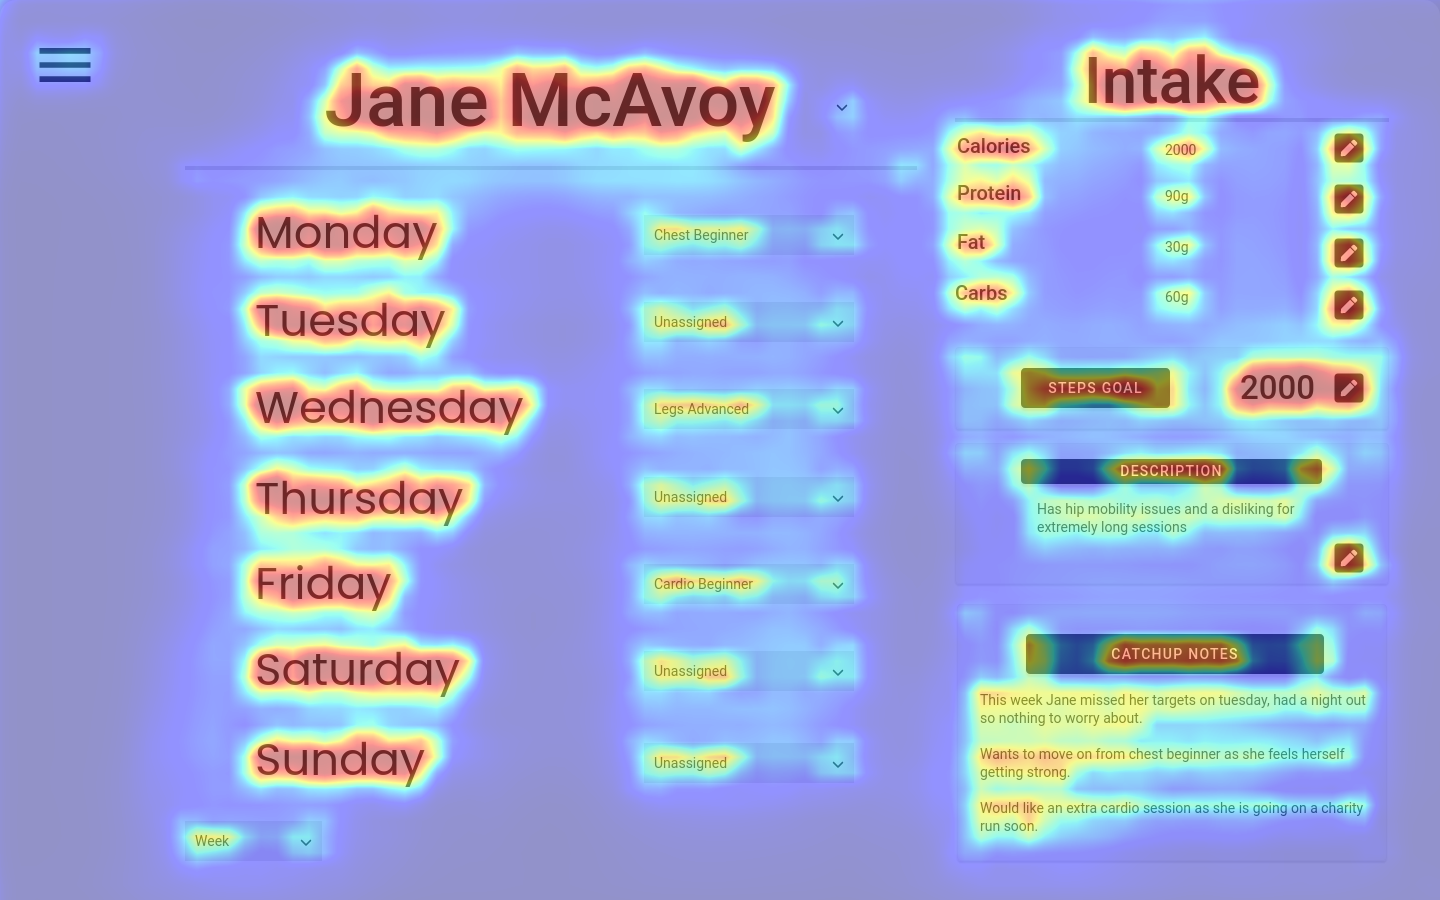 Jane McAvoy
Monday
Chest Beginner
Tuesday
Unassigned
Wednesday
Legs Advanced
Thursday
Unassigned
Friday
Cardio Beginner
Saturday
Unassigned
Sunday
Unassigned
Week
Intake
Calories 2000
Protein 90g
Fat 30g
Carbs 60g
STEPS GOAL 2000
DESCRIPTION
Has hip mobility issues and a disliking for
extremely long sessions
CATCHUP NOTES
This week Jane missed her targets on tuesday, had a night out
so nothing to worry about.
Wants to move on from chest beginner as she feels herself
getting strong.
Would like an extra cardio session as she is going on a charity
run soon.